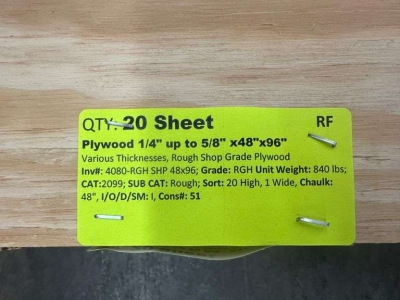 QTY: 20 Sheet RF
Plywood 1/4" up to 5/8" x48"x96"
Various Thicknesses, Rough Shop Grade Plywood
Inv#: 4080-RGH SHP 48x96; Grade: RGH Unit Weight: 840 lbs;
CAT:2099; SUB CAT: Rough; Sort: 20 High, 1 Wide, Chaulk:
48", I/O/D/SM: I, Cons#: 51